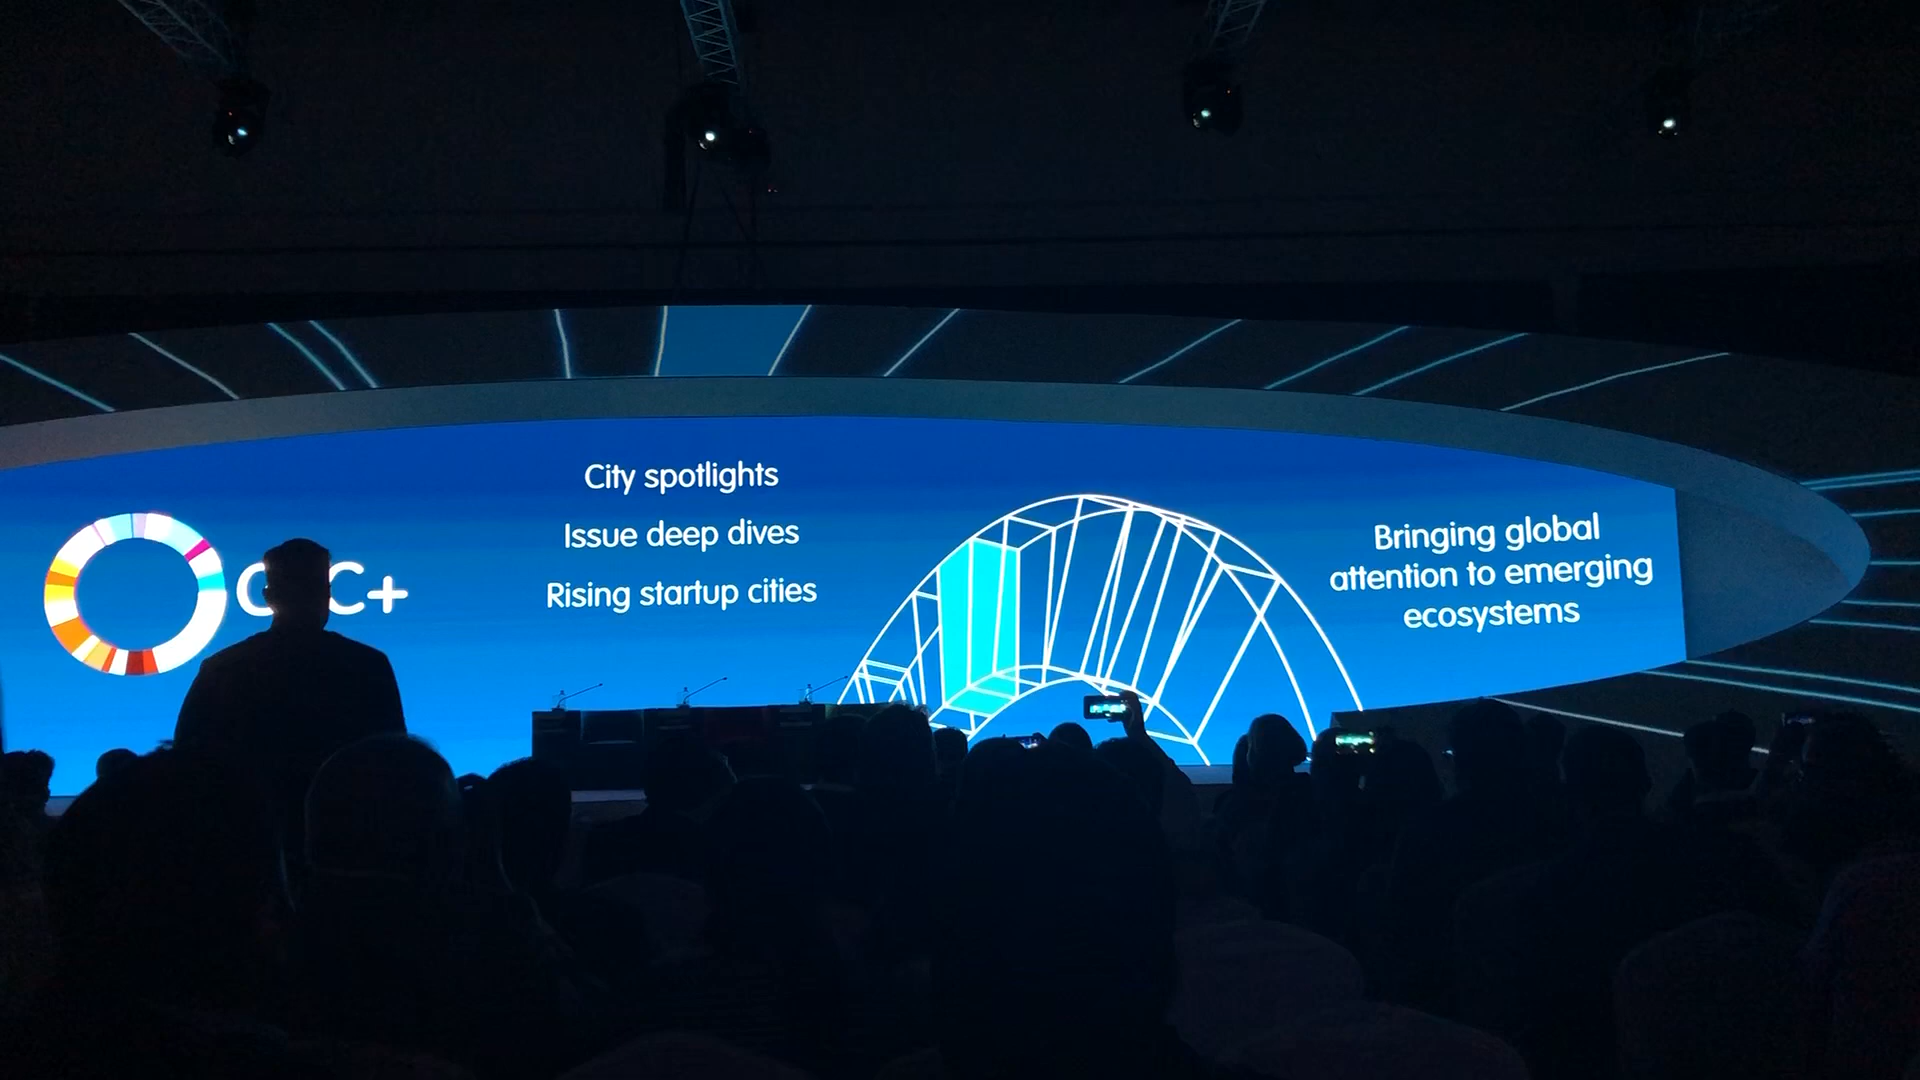 C+
City spotlights
Issue deep dives
Rising startup cities
Bringing global
attention to emerging
ecosystems